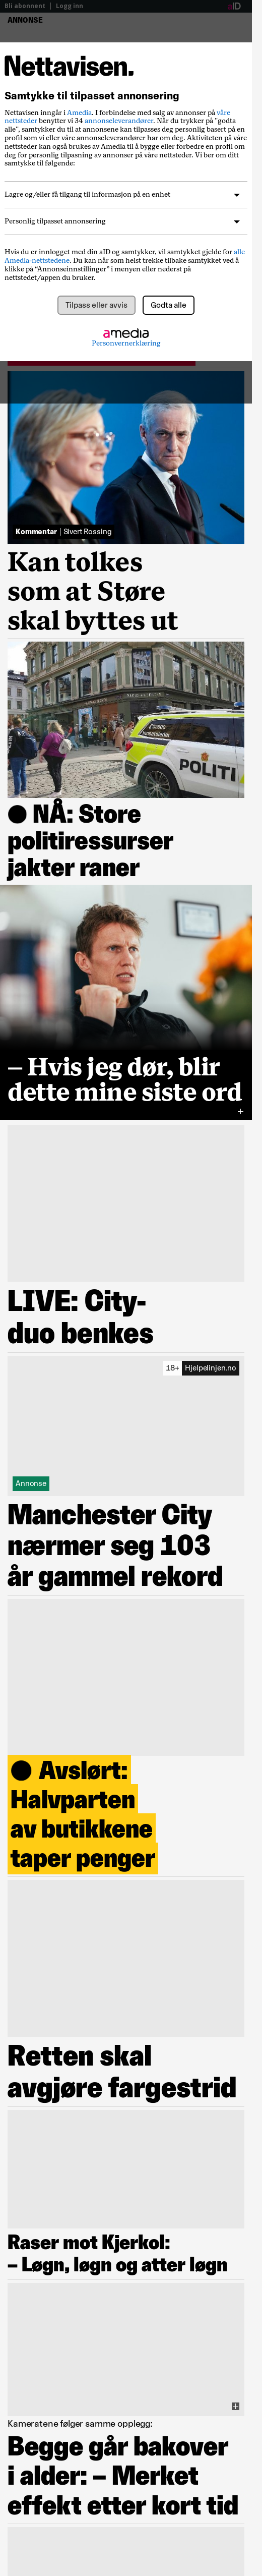 Bli abonnent | Logg inn
aID
ANNONSE
Nettavisen.
Samtykke til tilpasset annonsering
Nettavisen inngår i Amedia. I forbindelse med salg av annonser på våre
nettsteder benytter vi 34 annonseleverandører. Når du trykker på "godta
alle", samtykker du til at annonsene kan tilpasses deg personlig basert på en
profil som vi eller våre annonseleverandører har om deg. Aktiviteten på våre
nettsteder kan også brukes av Amedia til å bygge eller forbedre en profil om
deg for personlig tilpasning av annonser på våre nettsteder. Vi ber om ditt
samtykke til følgende:
Lagre og/eller få tilgang til informasjon på en enhet
Personlig tilpasset annonsering
Hvis du er innlogget med din aID og samtykker, vil samtykket gjelde for alle
Amedia-nettstedene. Du kan når som helst trekke tilbake samtykket ved å
klikke på “Annonseinnstillinger” i menyen eller nederst på
nettstedet/appen du bruker.
Tilpass eller avvis
Godta alle
amedia
Personvernerklæring
Kommentar | Sivert Rossing
Kan tolkes
som at Støre
skal byttes ut
POLITI
● NÅ: Store
politiressurser
jakter raner
– Hvis jeg dør, blir
dette mine siste ord
LIVE: City-
duo benkes
18+ Hjelpelinjen.no
Annonse
Manchester City
nærmer seg 103
år gammel rekord
● Avslørt:
Halvparten
av butikkene
taper penger
Retten skal
avgjøre fargestrid
Raser mot Kjerkol:
– Løgn, løgn og atter løgn
Kameratene følger samme opplegg:
Begge går bakover
i alder: – Merket
effekt etter kort tid